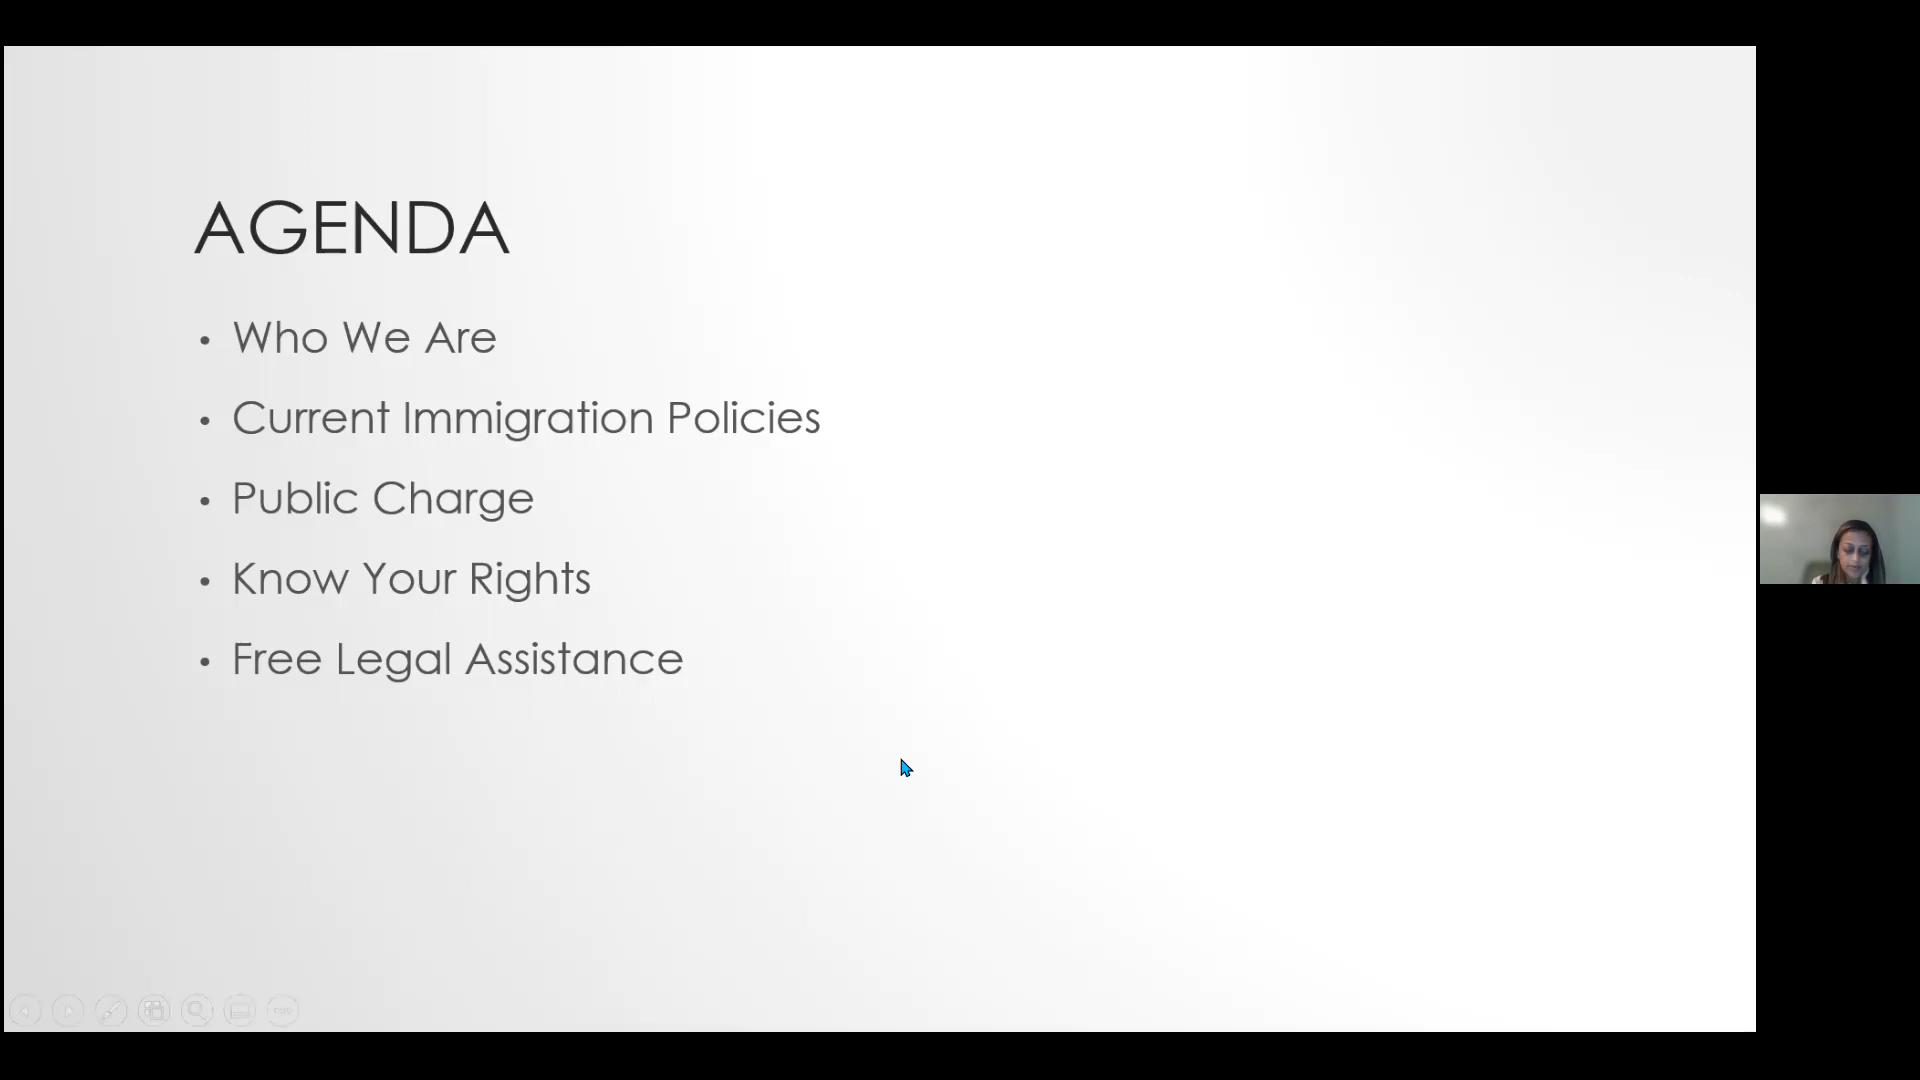 AGENDA
• Who We Are
• Current Immigration Policies
• Public Charge
• Know Your Rights
• Free Legal Assistance